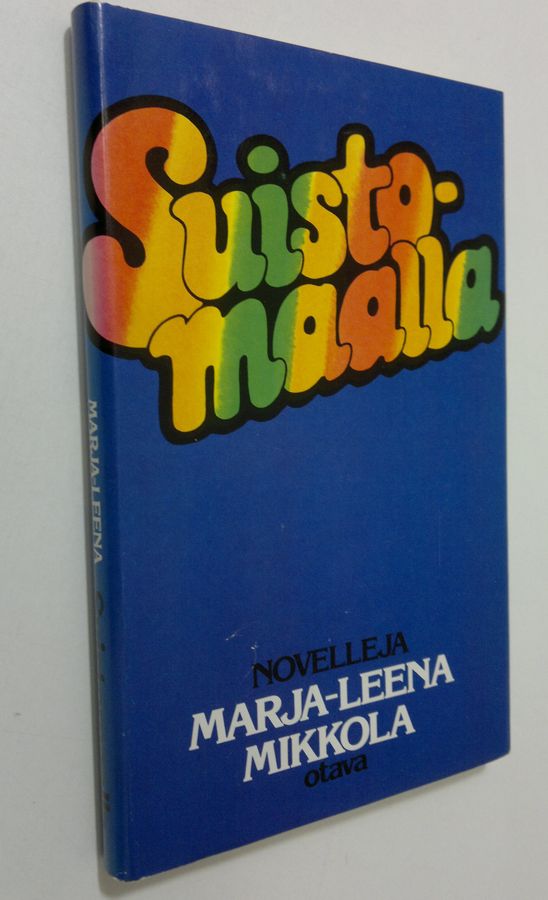 Suisto-
maalla
NOVELLEJA
MARJA-LEENA
MIKKOLA
otava
MARJA-LEENA